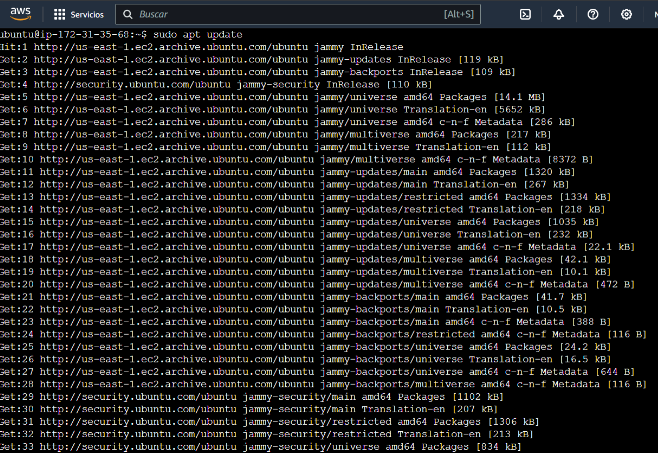 aws Servicios Buscar [Alt+S]
ubuntu@ip-172-31-35-68:~$ sudo apt update
Hit:1 http://us-east-1.ec2.archive.ubuntu.com/ubuntu jammy InRelease
Get:2 http://us-east-1.ec2.archive.ubuntu.com/ubuntu jammy-updates InRelease [119 kB]
Get:3 http://us-east-1.ec2.archive.ubuntu.com/ubuntu jammy-backports InRelease [109 kB]
Get:4 http://security.ubuntu.com/ubuntu jammy-security InRelease [110 kB]
Get:5 http://us-east-1.ec2.archive.ubuntu.com/ubuntu jammy/universe amd64 Packages [14.1 MB]
Get:6 http://us-east-1.ec2.archive.ubuntu.com/ubuntu jammy/universe Translation-en [5652 kB]
Get:7 http://us-east-1.ec2.archive.ubuntu.com/ubuntu jammy/universe amd64 c-n-f Metadata [286 kB]
Get:8 http://us-east-1.ec2.archive.ubuntu.com/ubuntu jammy/multiverse amd64 Packages [217 kB]
Get:9 http://us-east-1.ec2.archive.ubuntu.com/ubuntu jammy/multiverse Translation-en [112 kB]
Get:10 http://us-east-1.ec2.archive.ubuntu.com/ubuntu jammy/multiverse amd64 c-n-f Metadata [8372 B]
Get:11 http://us-east-1.ec2.archive.ubuntu.com/ubuntu jammy-updates/main amd64 Packages [1320 kB]
Get:12 http://us-east-1.ec2.archive.ubuntu.com/ubuntu jammy-updates/main Translation-en [267 kB]
Get:13 http://us-east-1.ec2.archive.ubuntu.com/ubuntu jammy-updates/restricted amd64 Packages [1334 kB]
Get:14 http://us-east-1.ec2.archive.ubuntu.com/ubuntu jammy-updates/restricted Translation-en [218 kB]
Get:15 http://us-east-1.ec2.archive.ubuntu.com/ubuntu jammy-updates/universe amd64 Packages [1035 kB]
Get:16 http://us-east-1.ec2.archive.ubuntu.com/ubuntu jammy-updates/universe Translation-en [232 kB]
Get:17 http://us-east-1.ec2.archive.ubuntu.com/ubuntu jammy-updates/universe amd64 c-n-f Metadata [22.1 kB]
Get:18 http://us-east-1.ec2.archive.ubuntu.com/ubuntu jammy-updates/multiverse amd64 Packages [42.1 kB]
Get:19 http://us-east-1.ec2.archive.ubuntu.com/ubuntu jammy-updates/multiverse Translation-en [10.1 kB]
Get:20 http://us-east-1.ec2.archive.ubuntu.com/ubuntu jammy-updates/multiverse amd64 c-n-f Metadata [472 B]
Get:21 http://us-east-1.ec2.archive.ubuntu.com/ubuntu jammy-backports/main amd64 Packages [41.7 kB]
Get:22 http://us-east-1.ec2.archive.ubuntu.com/ubuntu jammy-backports/main Translation-en [10.5 kB]
Get:23 http://us-east-1.ec2.archive.ubuntu.com/ubuntu jammy-backports/main amd64 c-n-f Metadata [388 B]
Get:24 http://us-east-1.ec2.archive.ubuntu.com/ubuntu jammy-backports/restricted amd64 c-n-f Metadata [116 B]
Get:25 http://us-east-1.ec2.archive.ubuntu.com/ubuntu jammy-backports/universe amd64 Packages [24.2 kB]
Get:26 http://us-east-1.ec2.archive.ubuntu.com/ubuntu jammy-backports/universe Translation-en [16.5 kB]
Get:27 http://us-east-1.ec2.archive.ubuntu.com/ubuntu jammy-backports/universe amd64 c-n-f Metadata [644 B]
Get:28 http://us-east-1.ec2.archive.ubuntu.com/ubuntu jammy-backports/multiverse amd64 c-n-f Metadata [116 B]
Get:29 http://security.ubuntu.com/ubuntu jammy-security/main amd64 Packages [1102 kB]
Get:30 http://security.ubuntu.com/ubuntu jammy-security/main Translation-en [207 kB]
Get:31 http://security.ubuntu.com/ubuntu jammy-security/restricted amd64 Packages [1306 kB]
Get:32 http://security.ubuntu.com/ubuntu jammy-security/restricted Translation-en [213 kB]
Get:33 http://security.ubuntu.com/ubuntu jammy-security/universe amd64 Packages [834 kB]